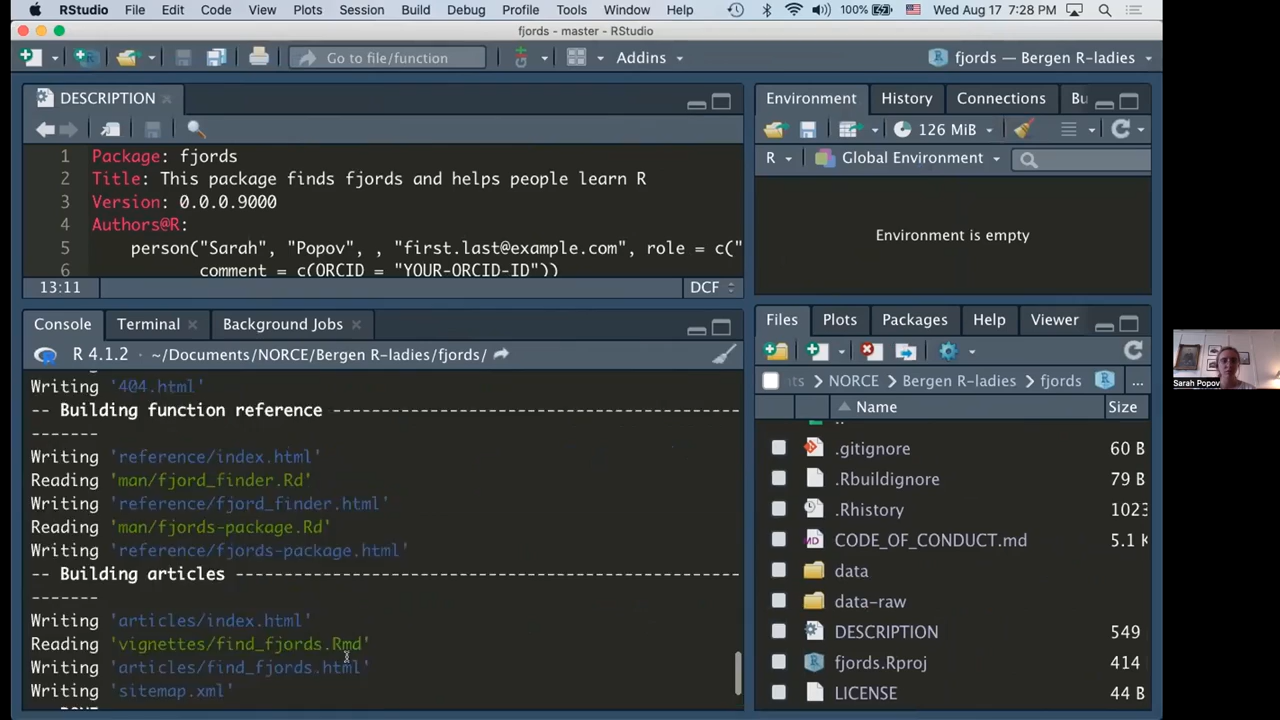 RStudio File Edit Code View Plots Session Build Debug Profile Tools Window Help 100% Wed Aug 17 7:28 PM
fjords - master - RStudio
Go to file/function Addins fjords — Bergen R-ladies
DESCRIPTION
1 Package: fjords
2 Title: This package finds fjords and helps people learn R
3 Version: 0.0.0.9000
4 Authors@R:
5 person("Sarah", "Popov", , "first.last@example.com", role = c("
6 comment = c(ORCID = "YOUR-ORCID-ID"))
13:11 DCF
Console Terminal Background Jobs
R 4.1.2 · ~/Documents/NORCE/Bergen R-ladies/fjords/
Writing '404.html'
-- Building function reference -----------------------------------------
-------
Writing 'reference/index.html'
Reading 'man/fjord_finder.Rd'
Writing 'reference/fjord_finder.html'
Reading 'man/fjords-package.Rd'
Writing 'reference/fjords-package.html'
-- Building articles ---------------------------------------------------
-------
Writing 'articles/index.html'
Reading 'vignettes/find_fjords.Rmd'
Writing 'articles/find_fjords.html'
Writing 'sitemap.xml'
Environment History Connections Bu
126 MiB
R Global Environment
Environment is empty
Files Plots Packages Help Viewer
nts NORCE Bergen R-ladies fjords ...
Name Size
..
.gitignore 60 B
.Rbuildignore 79 B
.Rhistory 1023
CODE_OF_CONDUCT.md 5.1 K
data
data-raw
DESCRIPTION 549
fjords.Rproj 414
LICENSE 44 B
Sarah Popov